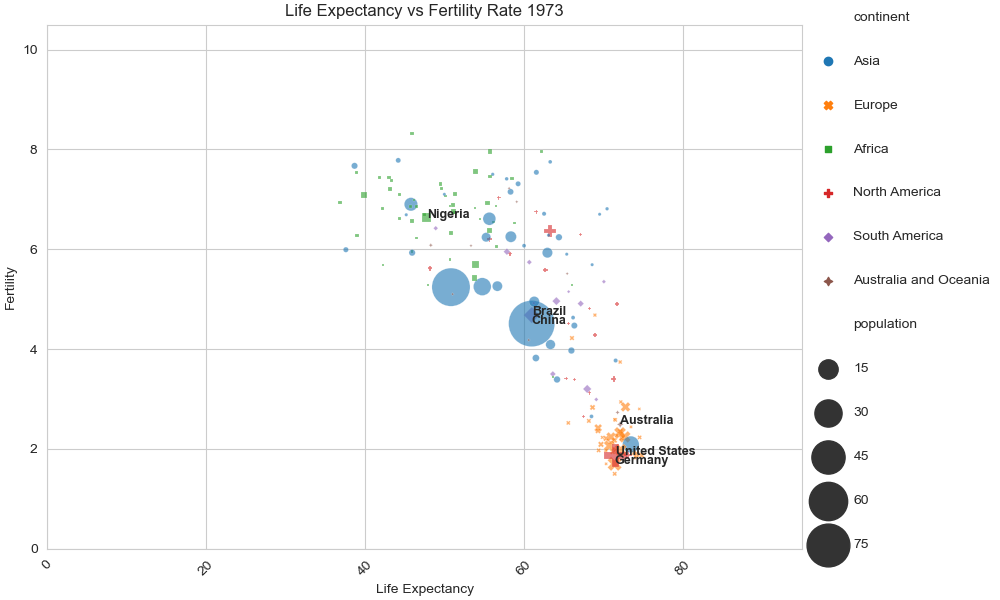 Life Expectancy vs Fertility Rate 1973
continent
Asia
Europe
Africa
North America
South America
Australia and Oceania
population
15
30
45
60
75
10
8
6
4
2
0
Fertility
Nigeria
Brazil
China
Australia
United States
Germany
0
20
40
60
80
Life Expectancy